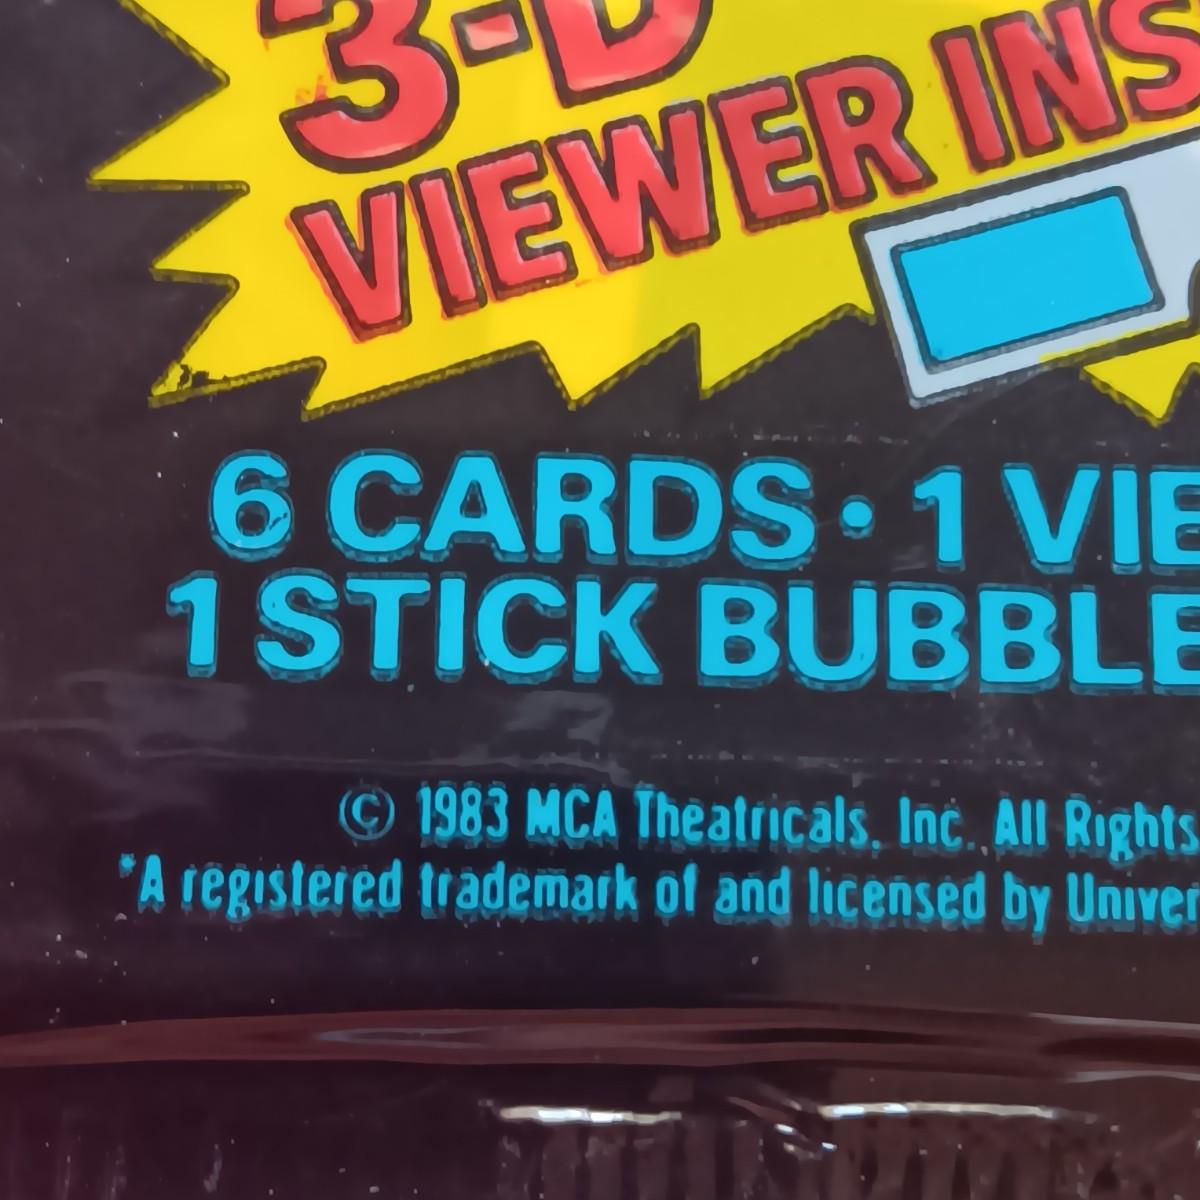 3-D
VIEWER INS
6 CARDS • 1 VIE
1 STICK BUBBLE
© 1983 MCA Theatricals, Inc. All Rights
*A registered trademark of and licensed by Univer